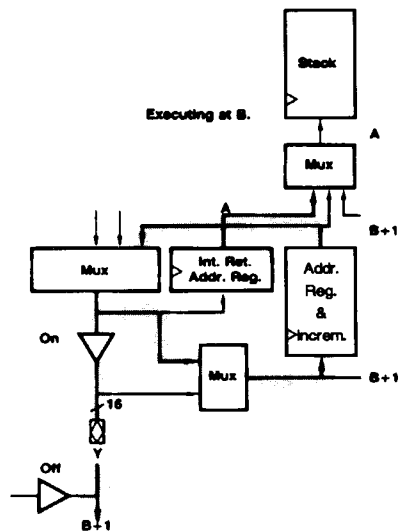 Stack
Executing at B.
A
Mux
A
B+1
Mux
Int. Ret.
Addr. Reg.
Addr.
Reg.
&
Increm.
On
Mux
B+1
16
Y
Off
B+1